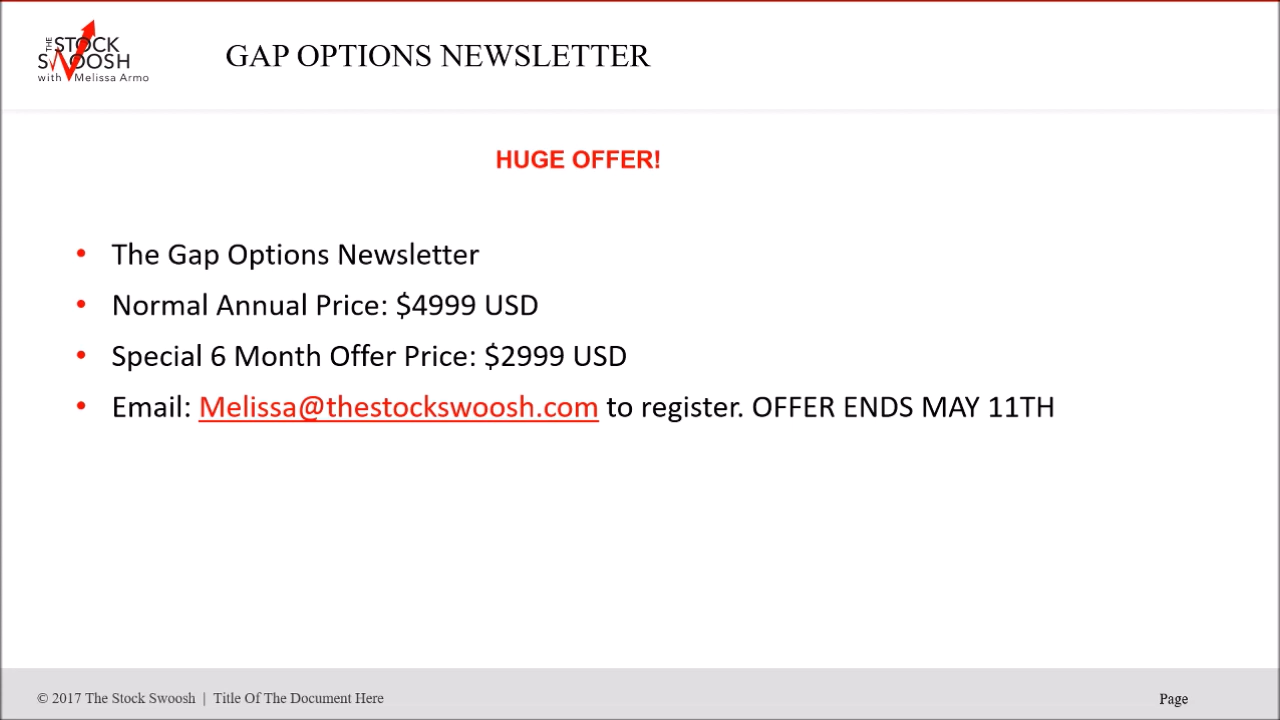 THE
STOCK
SWOOSH
with Melissa Armo
GAP OPTIONS NEWSLETTER
HUGE OFFER!
• The Gap Options Newsletter
• Normal Annual Price: $4999 USD
• Special 6 Month Offer Price: $2999 USD
• Email: Melissa@thestockswoosh.com to register. OFFER ENDS MAY 11TH
© 2017 The Stock Swoosh | Title Of The Document Here
Page